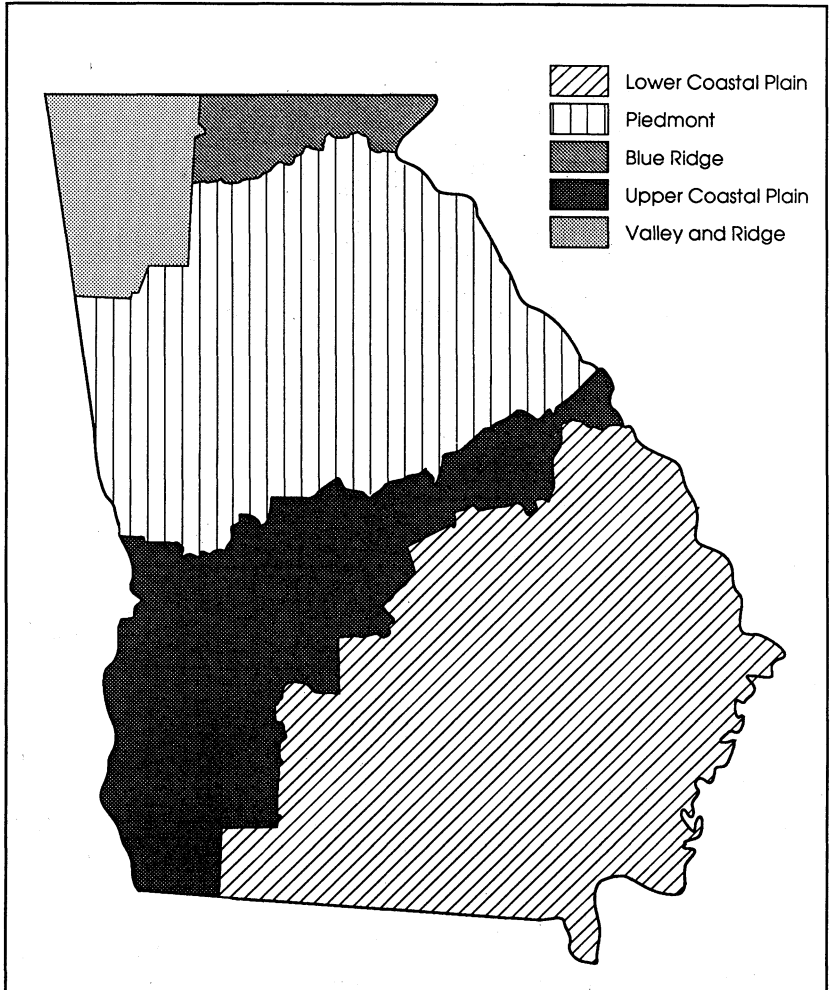 Lower Coastal Plain
Piedmont
Blue Ridge
Upper Coastal Plain
Valley and Ridge